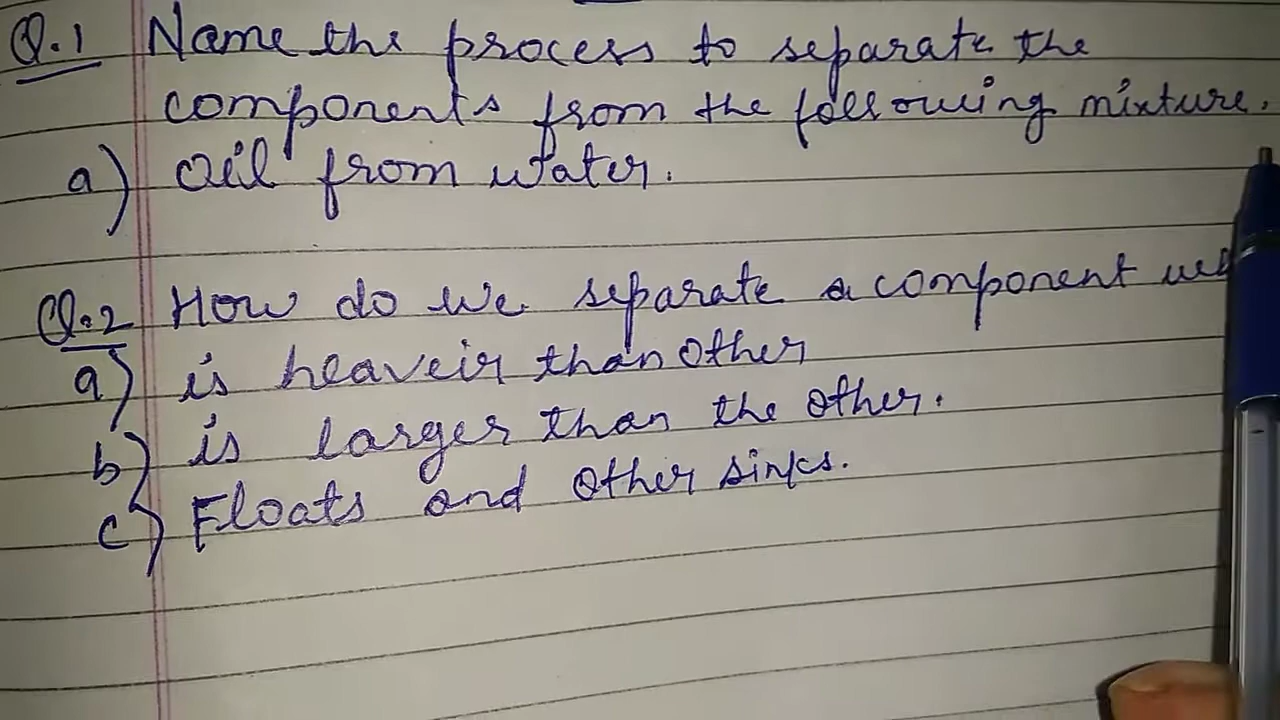 Q.1 Name the process to separate the
components from the following mixture.
a) Oil from water.
Q.2 How do we separate a component
a) is heaveir than other
b) is larger than the other.
c) Floats and other sinks.